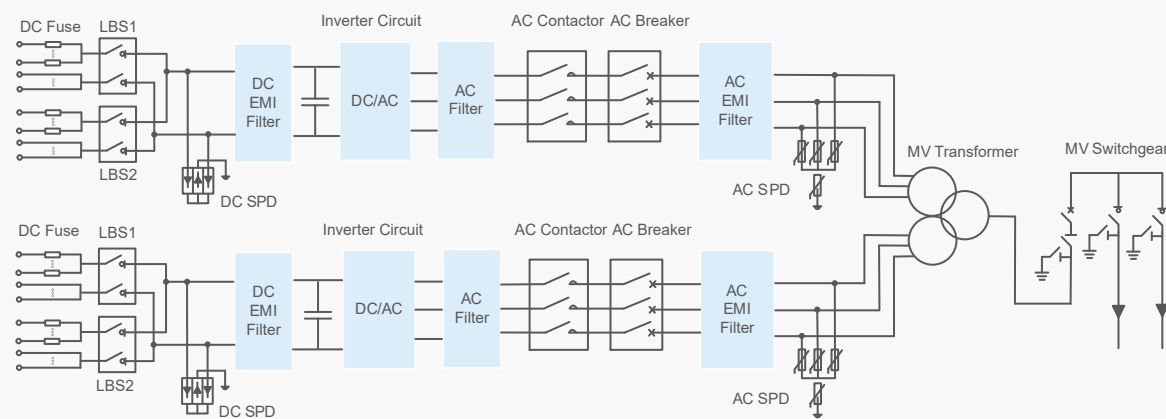 Inverter Circuit
AC Contactor AC Breaker
DC Fuse
LBS1
DC
EMI
Filter
DC/AC
AC
Filter
AC
EMI
Filter
LBS2
DC SPD
AC SPD
MV Transformer
MV Switchgear
DC Fuse
LBS1
Inverter Circuit
AC Contactor AC Breaker
DC
EMI
Filter
DC/AC
AC
Filter
AC
EMI
Filter
LBS2
DC SPD
AC SPD